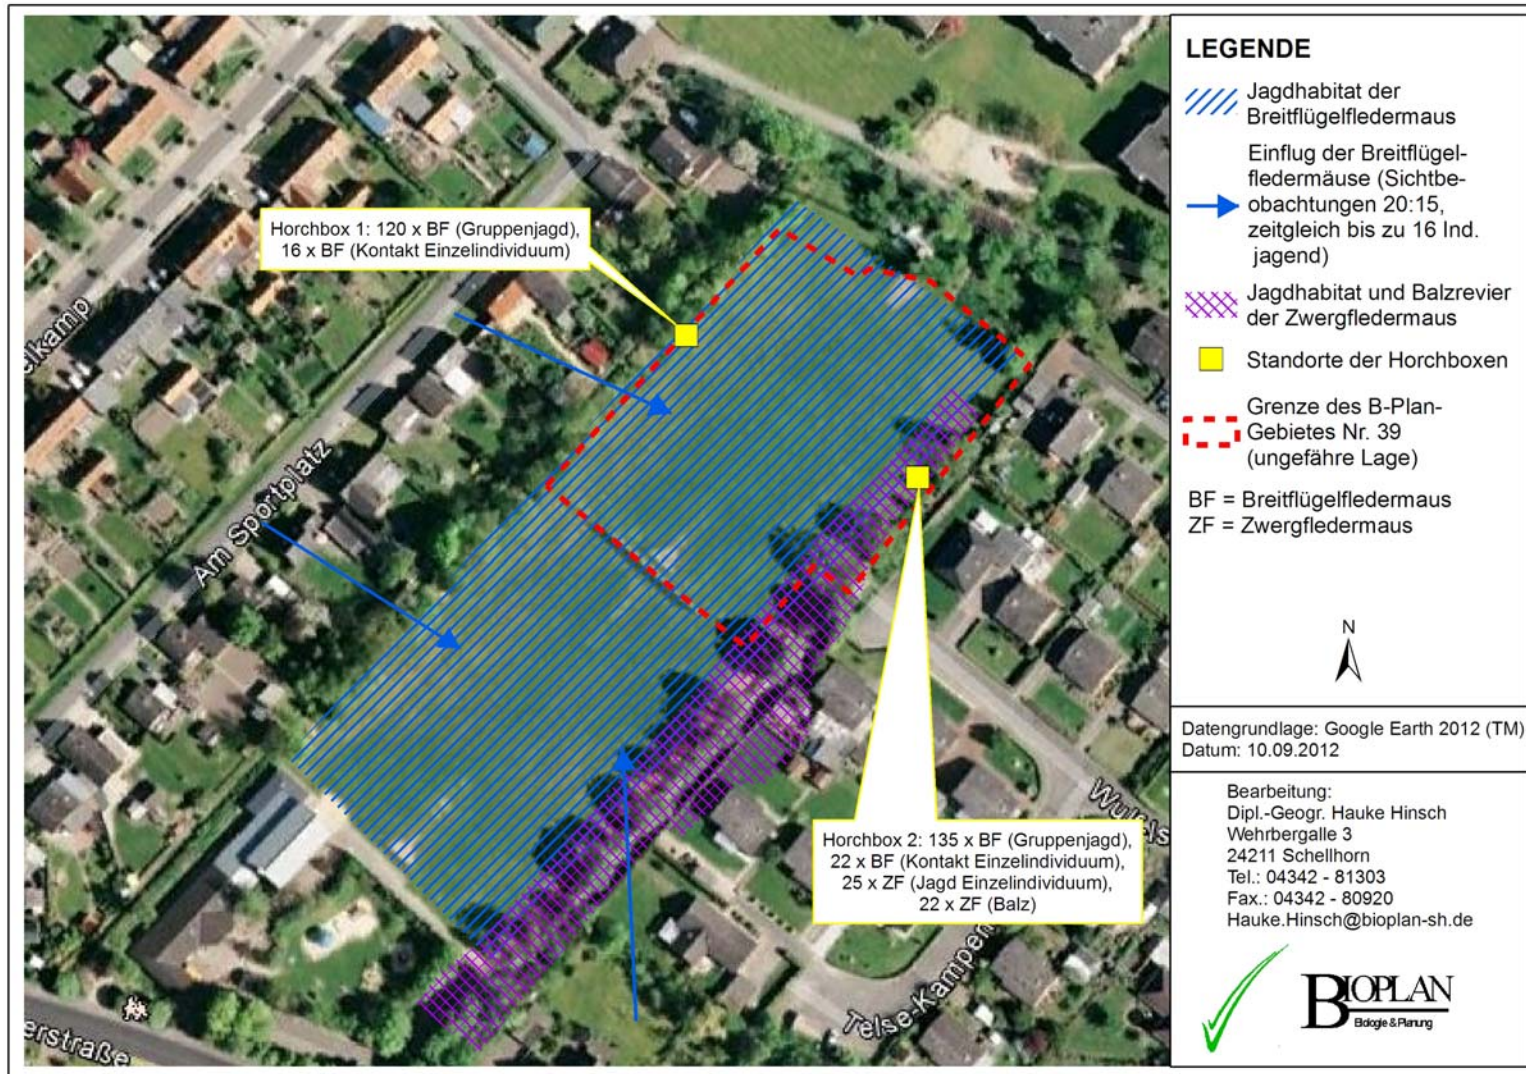 LEGENDE
Jagdhabitat der
Breitflügelfledermaus
Einflug der Breitflügel-
fledermäuse (Sichtbe-
obachtungen 20:15,
zeitgleich bis zu 16 Ind.
jagend)
Jagdhabitat und Balzrevier
der Zwergfledermaus
Standorte der Horchboxen
Grenze des B-Plan-
Gebietes Nr. 39
(ungefähre Lage)
BF = Breitflügelfledermaus
ZF = Zwergfledermaus
N
Datengrundlage: Google Earth 2012 (TM)
Datum: 10.09.2012
Bearbeitung:
Dipl.-Geogr. Hauke Hinsch
Wehrbergalle 3
24211 Schellhorn
Tel.: 04342 - 81303
Fax.: 04342 - 80920
Hauke.Hinsch@bioplan-sh.de
BIOPLAN
Biologie & Planung
Horchbox 1: 120 x BF (Gruppenjagd),
16 x BF (Kontakt Einzelindividuum)
elkamp
Am Sportplatz
Horchbox 2: 135 x BF (Gruppenjagd),
22 x BF (Kontakt Einzelindividuum),
25 x ZF (Jagd Einzelindividuum),
22 x ZF (Balz)
Telse-Kampen
erstraße